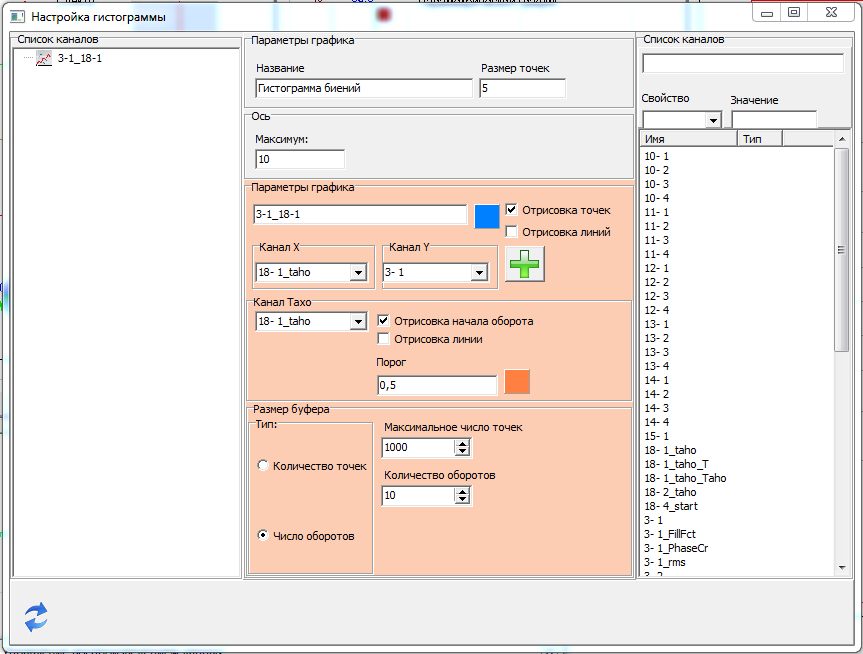 Настройка гистограммы
Список каналов
3-1_18-1
Параметры графика
Название
Размер точек
Гистограмма биений
5
Ось
Максимум:
10
Параметры графика
3-1_18-1
Отрисовка точек
Отрисовка линий
Канал X
Канал Y
18- 1_taho
3- 1
Канал Тахо
18- 1_taho
Отрисовка начала оборота
Отрисовка линии
Порог
0,5
Размер буфера
Тип:
Количество точек
Число оборотов
Максимальное число точек
1000
Количество оборотов
10
Список каналов
Свойство
Значение
Имя
Тип
10- 1
10- 2
10- 3
10- 4
11- 1
11- 2
11- 3
11- 4
12- 1
12- 2
12- 3
12- 4
13- 1
13- 2
13- 3
13- 4
14- 1
14- 2
14- 3
14- 4
15- 1
18- 1_taho
18- 1_taho_T
18- 1_taho_Taho
18- 2_taho
18- 4_start
3- 1
3- 1_FillFct
3- 1_PhaseCr
3- 1_rms
3- 2